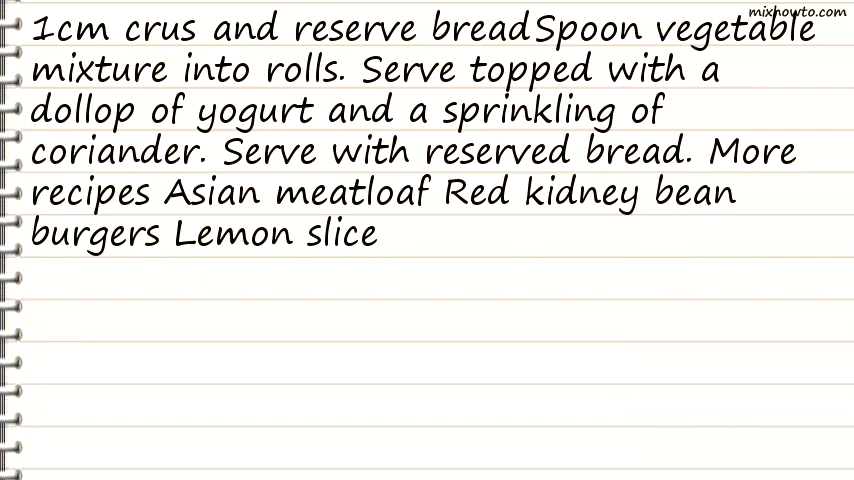 mixhowto.com
1cm crus and reserve breadSpoon vegetable
mixture into rolls. Serve topped with a
dollop of yogurt and a sprinkling of
coriander. Serve with reserved bread. More
recipes Asian meatloaf Red kidney bean
burgers Lemon slice